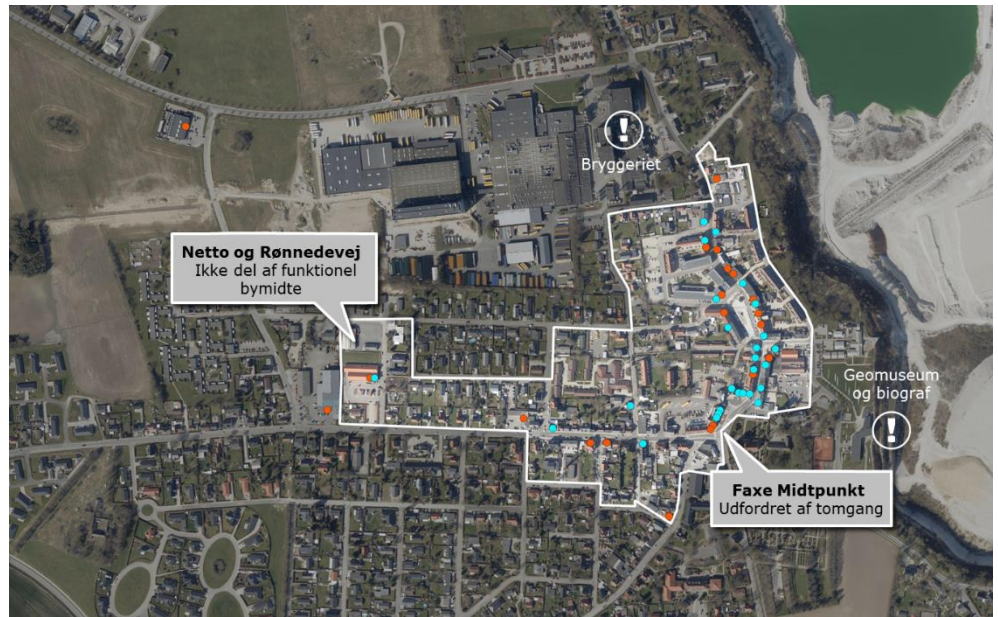 !
Bryggeriet
Netto og Rønnedevej
Ikke del af funktionel
bymidte
Geomuseum
og biograf
!
Faxe Midtpunkt
Udfordret af tomgang